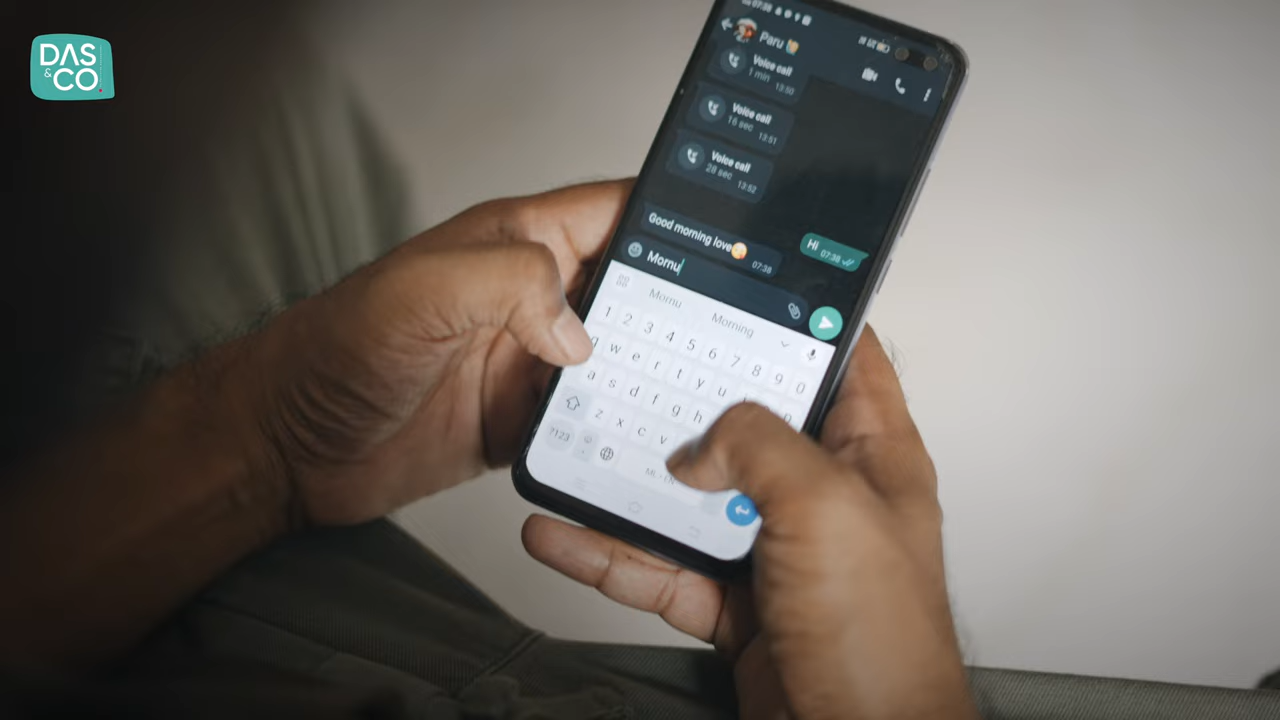 DAS
&CO.
07:38
Paru
Voice call
1 min 13:50
Voice call
16 sec 13:51
Voice call
28 sec 13:52
Hi 07:38
Good morning love 07:38
Mornu
Mornu Morning
1 2 3 4 5 6 7 8 9 0
q w e r t y u
a s d f g h
z x c v
?123